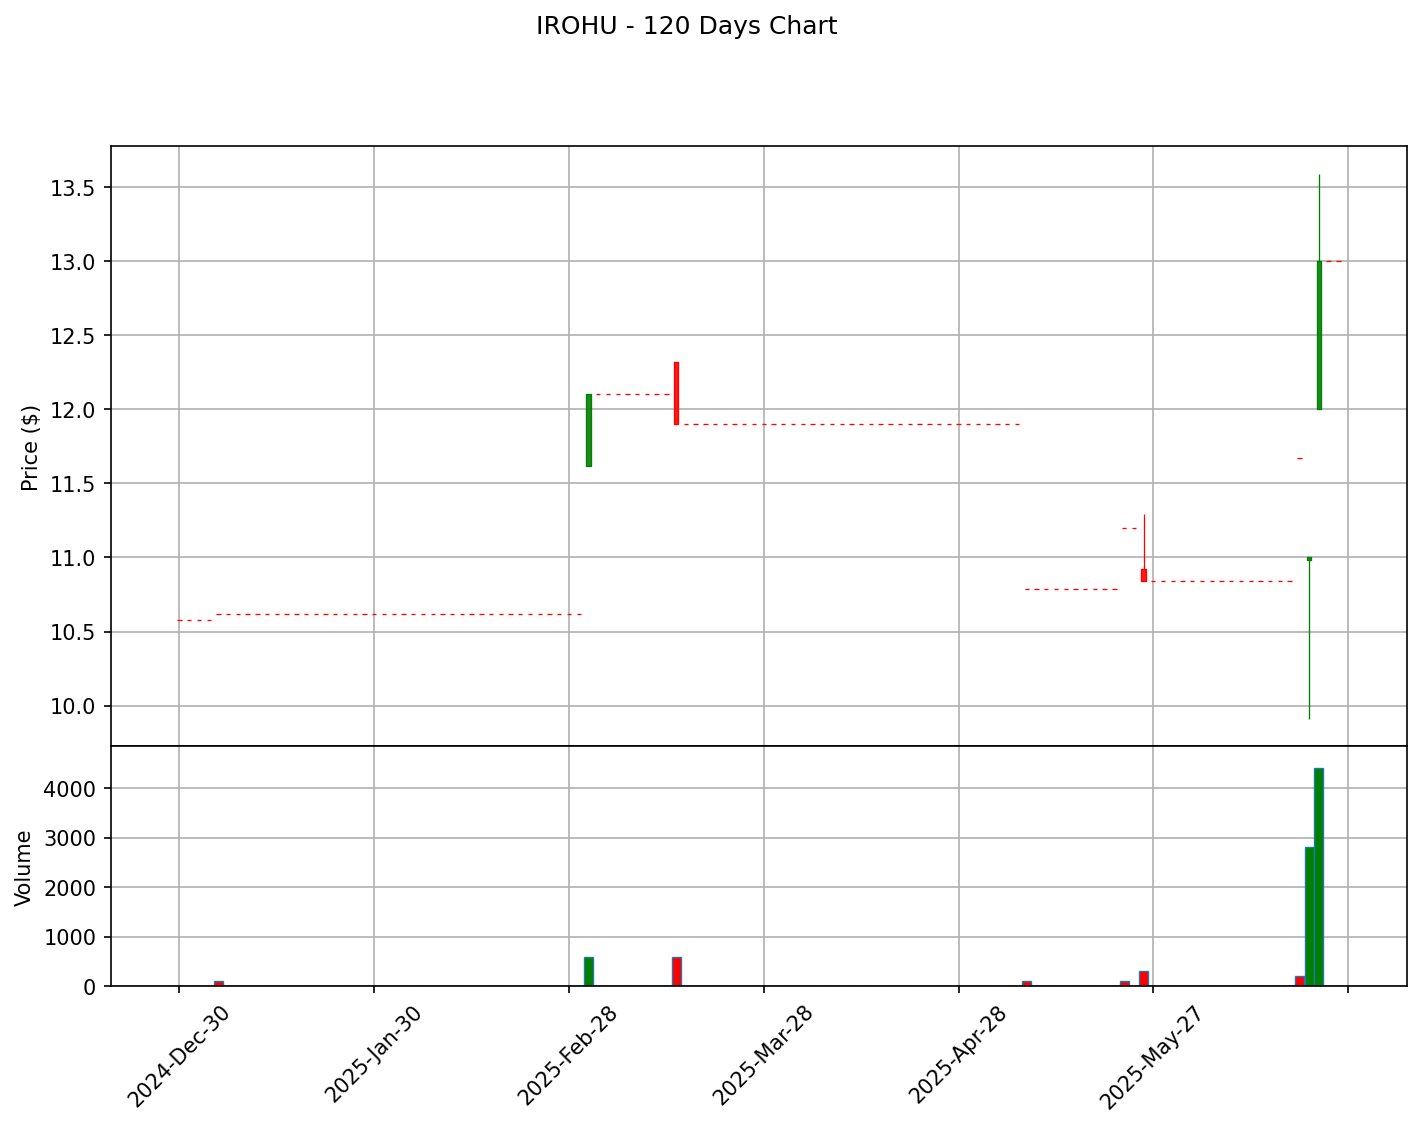 IROHU - 120 Days Chart
Price ($)
13.5
13.0
12.5
12.0
11.5
11.0
10.5
10.0
Volume
4000
3000
2000
1000
0
2024-Dec-30
2025-Jan-30
2025-Feb-28
2025-Mar-28
2025-Apr-28
2025-May-27